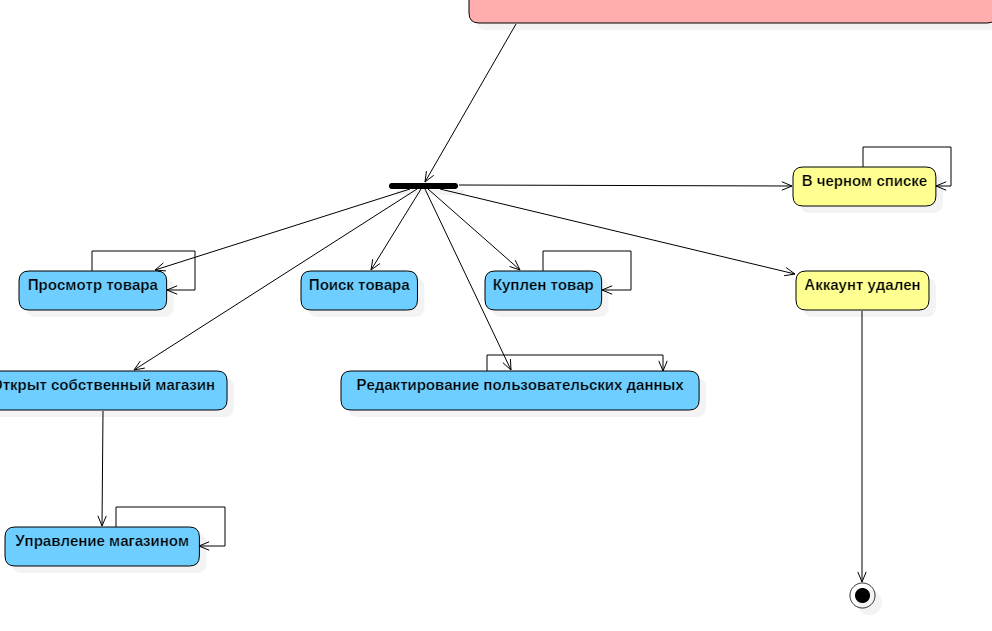 В черном списке
Просмотр товара
Поиск товара
Куплен товар
Аккаунт удален
Открыт собственный магазин
Редактирование пользовательских данных
Управление магазином